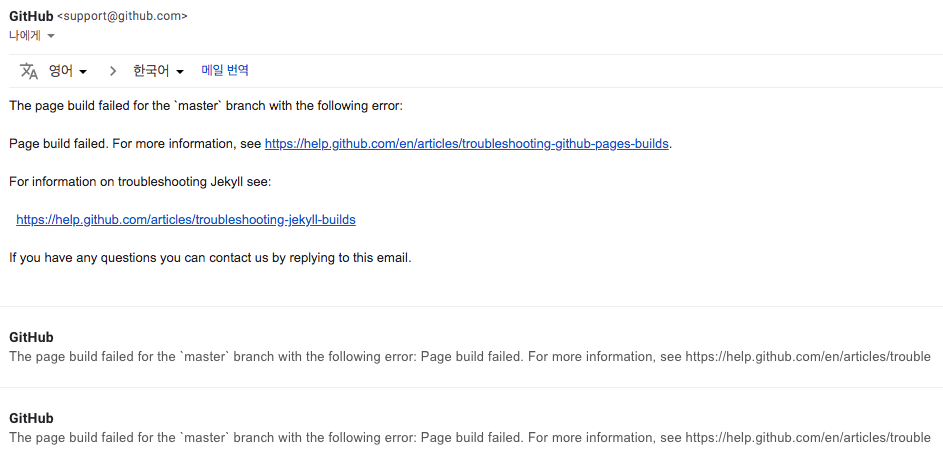 GitHub <support@github.com>
나에게
영어 > 한국어 메일 번역
The page build failed for the `master` branch with the following error:
Page build failed. For more information, see https://help.github.com/en/articles/troubleshooting-github-pages-builds.
For information on troubleshooting Jekyll see:
https://help.github.com/articles/troubleshooting-jekyll-builds
If you have any questions you can contact us by replying to this email.
GitHub
The page build failed for the `master` branch with the following error: Page build failed. For more information, see https://help.github.com/en/articles/trouble
GitHub
The page build failed for the `master` branch with the following error: Page build failed. For more information, see https://help.github.com/en/articles/trouble